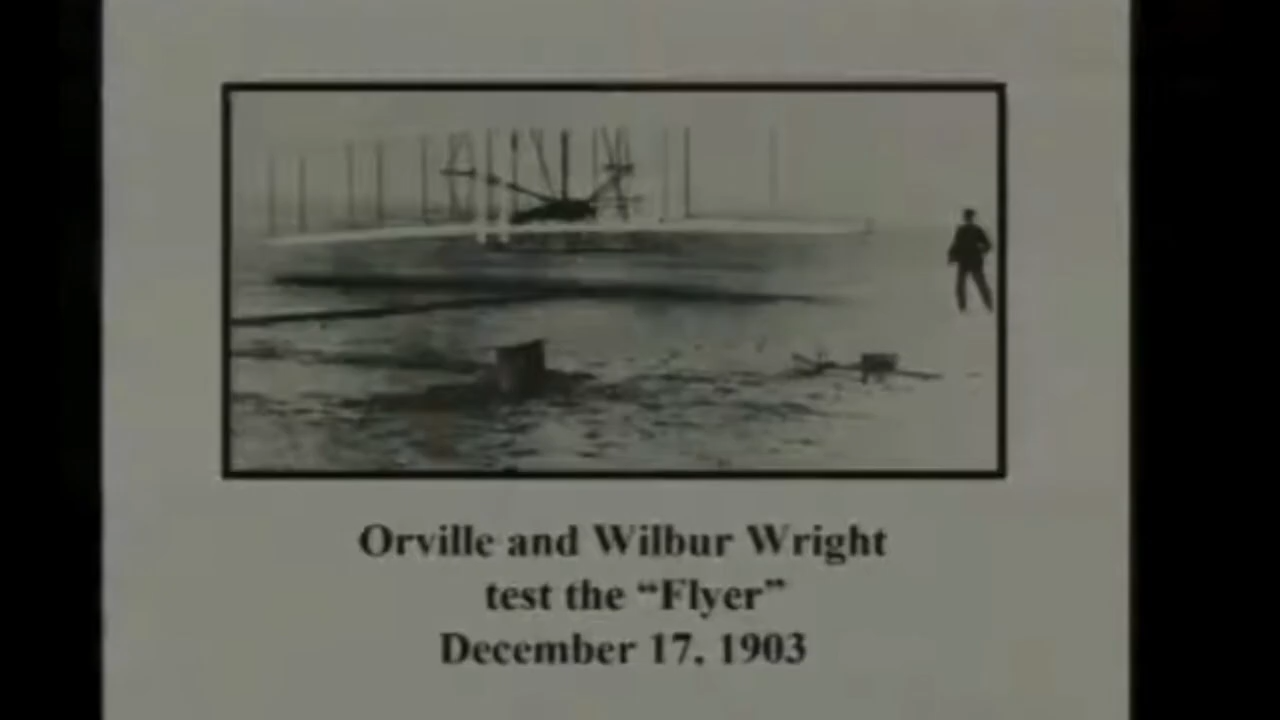 Orville and Wilbur Wright
test the “Flyer”
December 17, 1903